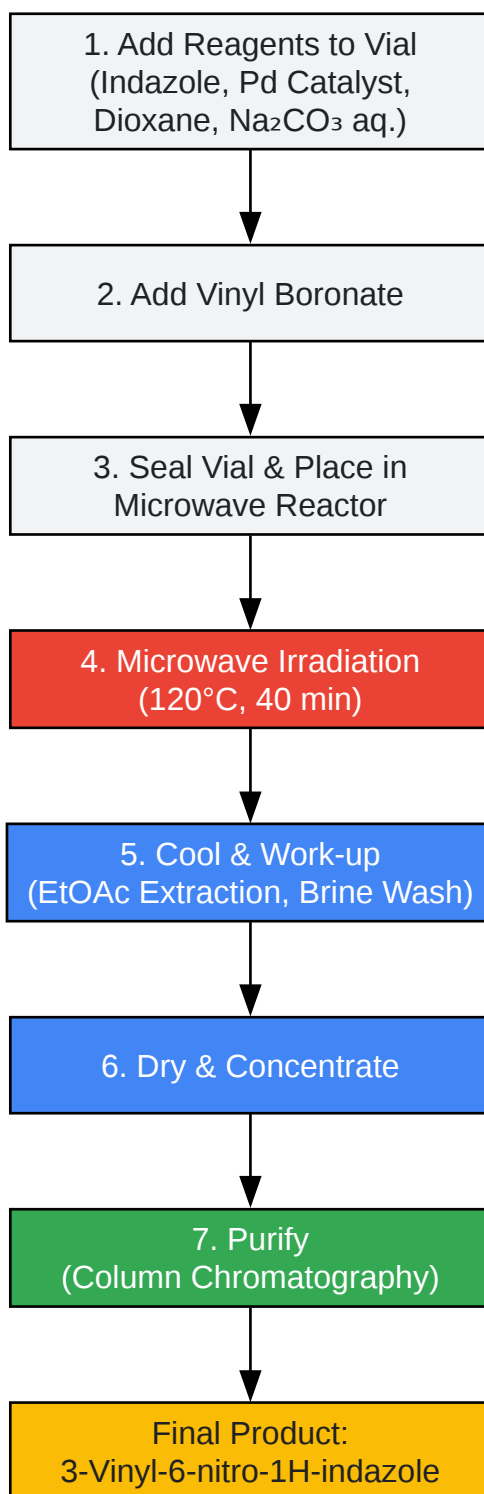 1. Add Reagents to Vial
(Indazole, Pd Catalyst,
Dioxane, Na₂CO₃ aq.)
2. Add Vinyl Boronate
3. Seal Vial & Place in
Microwave Reactor
4. Microwave Irradiation
(120°C, 40 min)
5. Cool & Work-up
(EtOAc Extraction, Brine Wash)
6. Dry & Concentrate
7. Purify
(Column Chromatography)
Final Product:
3-Vinyl-6-nitro-1H-indazole